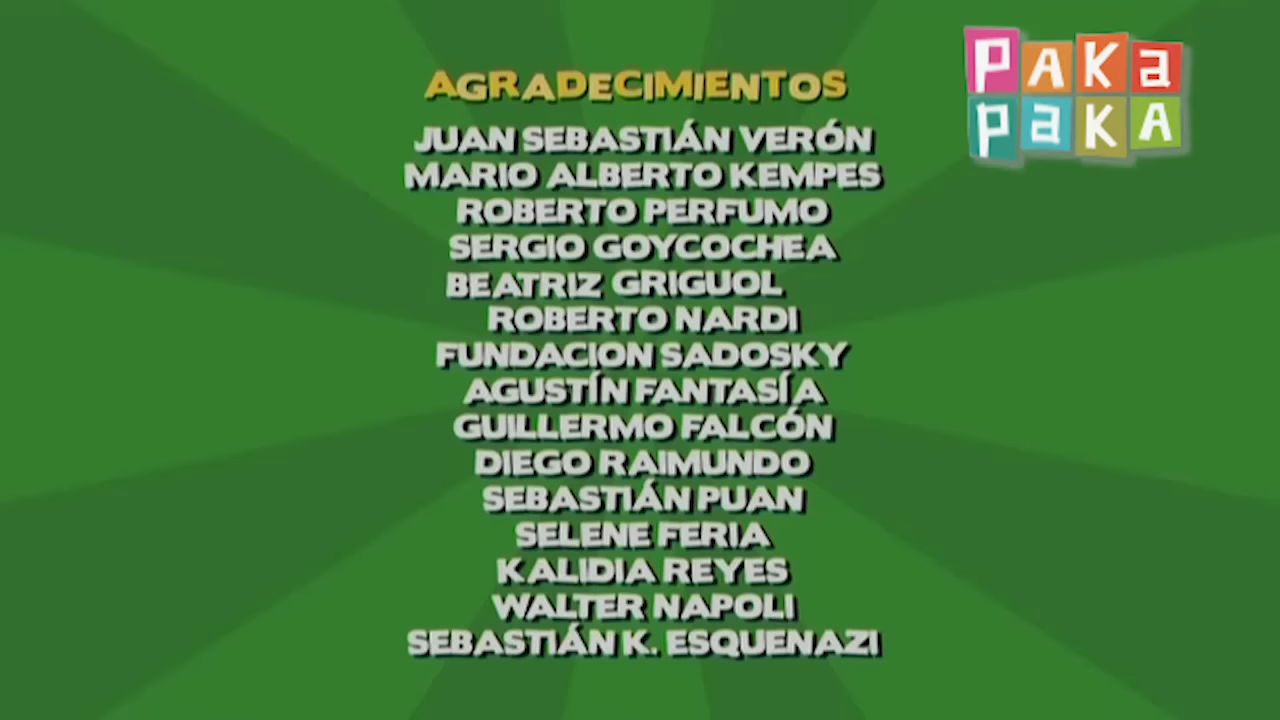 AGRADECIMIENTOS
JUAN SEBASTIÁN VERÓN
MARIO ALBERTO KEMPES
ROBERTO PERFUMO
SERGIO GOYCOCHEA
BEATRIZ GRIGUOL
ROBERTO NARDI
FUNDACION SADOSKY
AGUSTÍN FANTASÍA
GUILLERMO FALCÓN
DIEGO RAIMUNDO
SEBASTIÁN PUAN
SELENE FERIA
KALIDIA REYES
WALTER NAPOLI
SEBASTIÁN K. ESQUENAZI
PAKa
PaKA